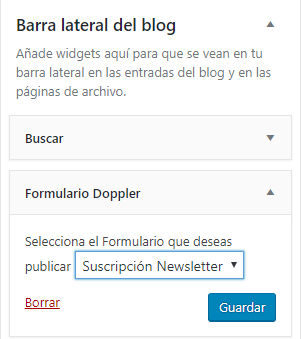 Barra lateral del blog
Añade widgets aquí para que se vean en tu
barra lateral en las entradas del blog y en las
páginas de archivo.
Buscar
Formulario Doppler
Selecciona el Formulario que deseas
publicar Suscripción Newsletter
Borrar Guardar